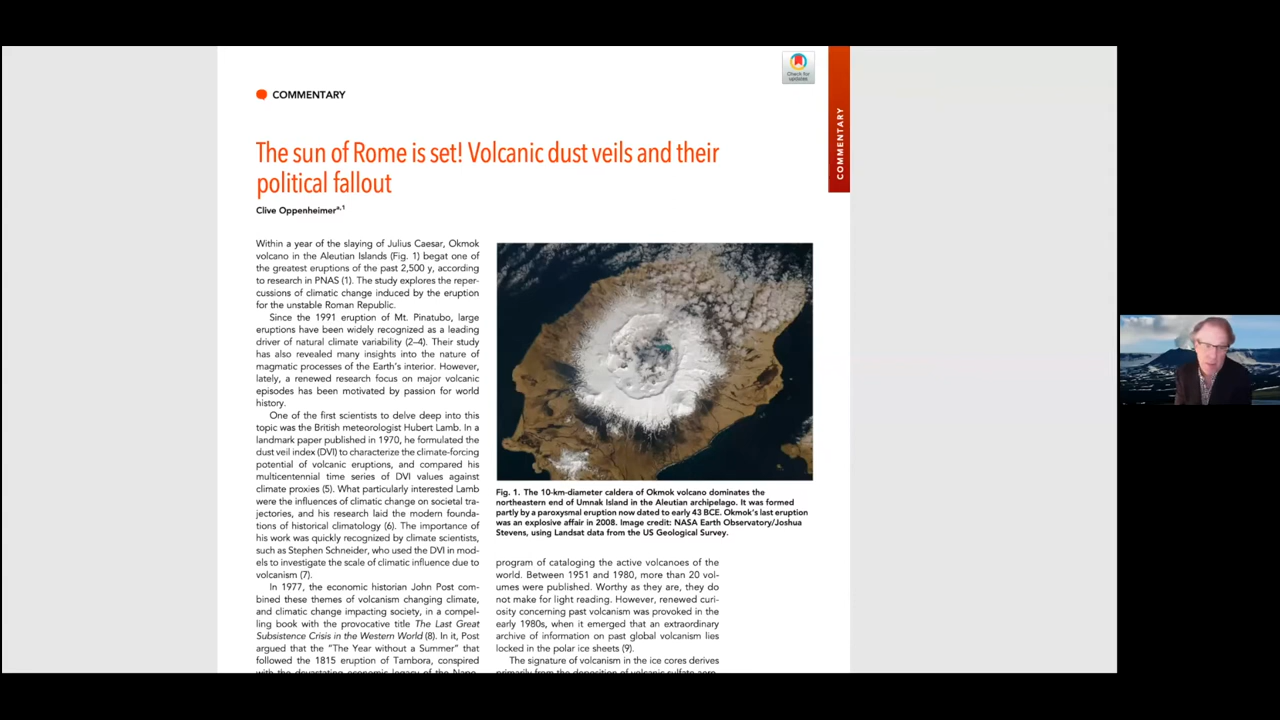 Check for
updates
COMMENTARY
COMMENTARY
The sun of Rome is set! Volcanic dust veils and their
political fallout
Clive Oppenheimerᵃ,¹
Within a year of the slaying of Julius Caesar, Okmok
volcano in the Aleutian Islands (Fig. 1) begat one of
the greatest eruptions of the past 2,500 y, according
to research in PNAS (1). The study explores the reper-
cussions of climatic change induced by the eruption
for the unstable Roman Republic.
Since the 1991 eruption of Mt. Pinatubo, large
eruptions have been widely recognized as a leading
driver of natural climate variability (2–4). Their study
has also revealed many insights into the nature of
magmatic processes of the Earth's interior. However,
lately, a renewed research focus on major volcanic
episodes has been motivated by passion for world
history.
One of the first scientists to delve deep into this
topic was the British meteorologist Hubert Lamb. In a
landmark paper published in 1970, he formulated the
dust veil index (DVI) to characterize the climate-forcing
potential of volcanic eruptions, and compared his
multicentennial time series of DVI values against
climate proxies (5). What particularly interested Lamb
were the influences of climatic change on societal tra-
jectories, and his research laid the modern founda-
tions of historical climatology (6). The importance of
his work was quickly recognized by climate scientists,
such as Stephen Schneider, who used the DVI in mod-
els to investigate the scale of climatic influence due to
volcanism (7).
In 1977, the economic historian John Post com-
bined these themes of volcanism changing climate,
and climatic change impacting society, in a compel-
ling book with the provocative title The Last Great
Subsistence Crisis in the Western World (8). In it, Post
argued that the "The Year without a Summer" that
followed the 1815 eruption of Tambora, conspired
with the devastating economic legacy of the Napo-
Fig. 1. The 10-km-diameter caldera of Okmok volcano dominates the
northeastern end of Umnak Island in the Aleutian archipelago. It was formed
partly by a paroxysmal eruption now dated to early 43 BCE. Okmok's last eruption
was an explosive affair in 2008. Image credit: NASA Earth Observatory/Joshua
Stevens, using Landsat data from the US Geological Survey.
program of cataloging the active volcanoes of the
world. Between 1951 and 1980, more than 20 vol-
umes were published. Worthy as they are, they do
not make for light reading. However, renewed curi-
osity concerning past volcanism was provoked in the
early 1980s, when it emerged that an extraordinary
archive of information on past global volcanism lies
locked in the polar ice sheets (9).
The signature of volcanism in the ice cores derives
primarily from the deposition of volcanic sulfate aero-